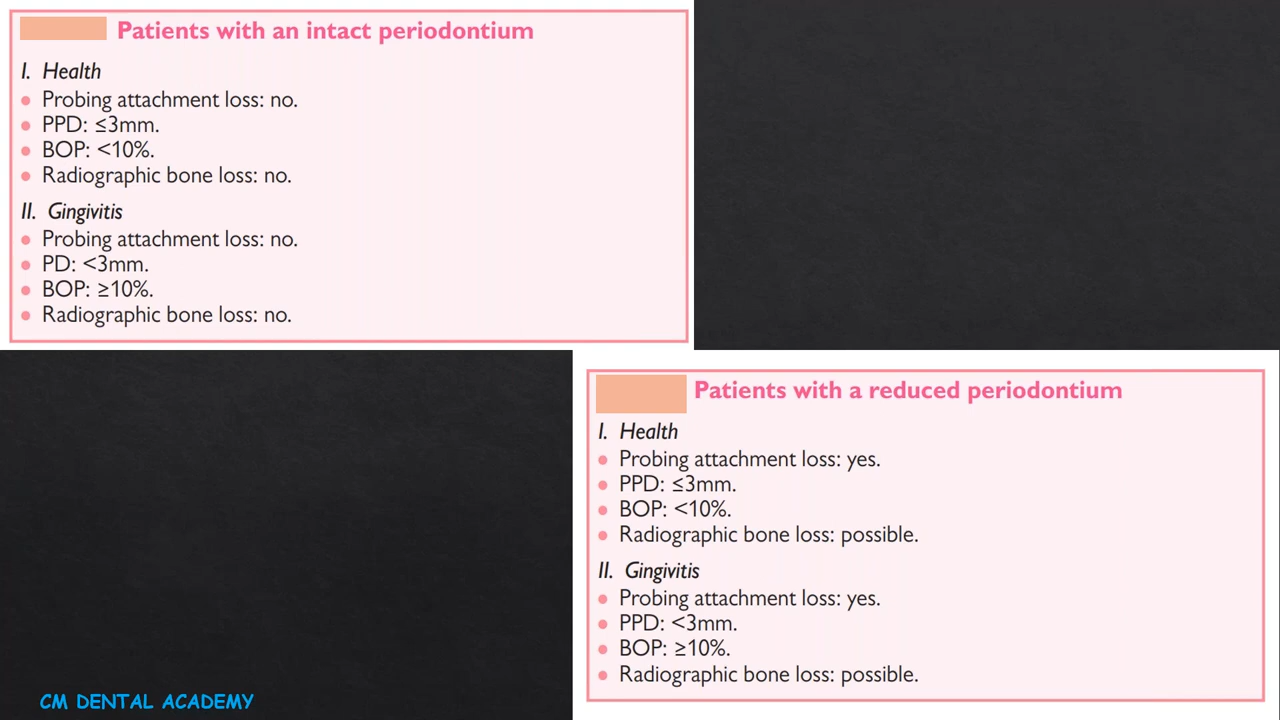 Patients with an intact periodontium
I. Health
• Probing attachment loss: no.
• PPD: ≤3mm.
• BOP: <10%.
• Radiographic bone loss: no.
II. Gingivitis
• Probing attachment loss: no.
• PD: <3mm.
• BOP: ≥10%.
• Radiographic bone loss: no.
Patients with a reduced periodontium
I. Health
• Probing attachment loss: yes.
• PPD: ≤3mm.
• BOP: <10%.
• Radiographic bone loss: possible.
II. Gingivitis
• Probing attachment loss: yes.
• PPD: <3mm.
• BOP: ≥10%.
• Radiographic bone loss: possible.
CM DENTAL ACADEMY